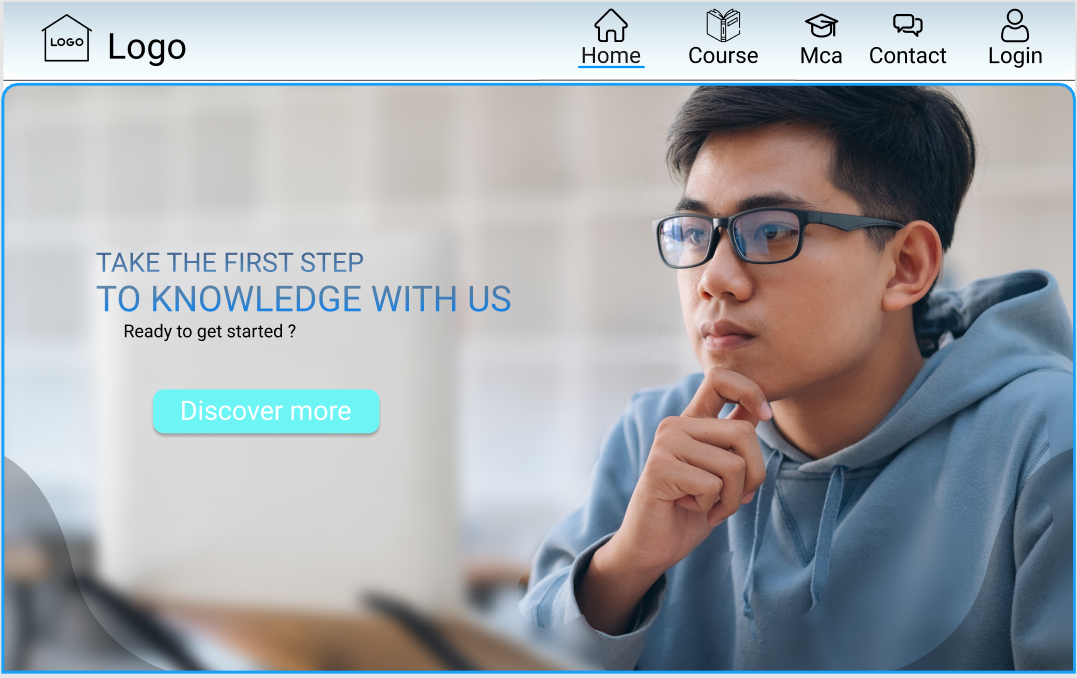 LOGO
Logo
Home
Course
Mca
Contact
Login
TAKE THE FIRST STEP
TO KNOWLEDGE WITH US
Ready to get started ?
Discover more